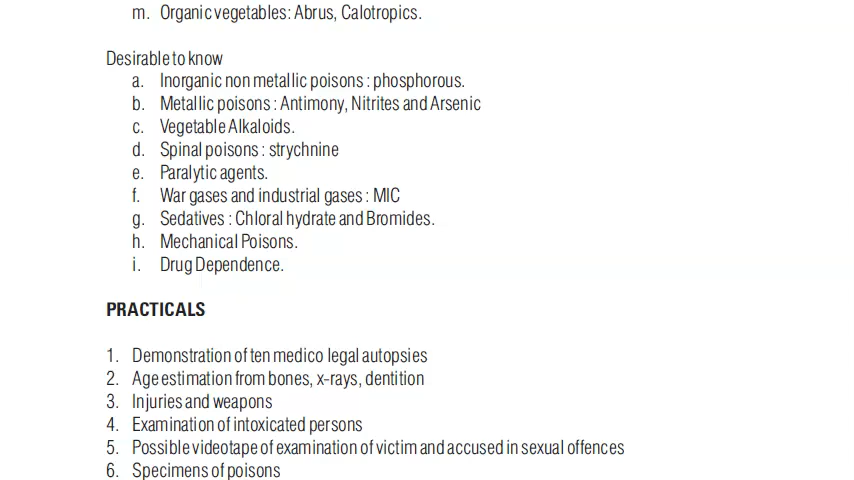 m. Organic vegetables: Abrus, Calotropics.
Desirable to know
a. Inorganic non metallic poisons : phosphorous.
b. Metallic poisons : Antimony, Nitrites and Arsenic
c. Vegetable Alkaloids.
d. Spinal poisons : strychnine
e. Paralytic agents.
f. War gases and industrial gases : MIC
g. Sedatives : Chloral hydrate and Bromides.
h. Mechanical Poisons.
i. Drug Dependence.
PRACTICALS
1. Demonstration of ten medico legal autopsies
2. Age estimation from bones, x-rays, dentition
3. Injuries and weapons
4. Examination of intoxicated persons
5. Possible videotape of examination of victim and accused in sexual offences
6. Specimens of poisons